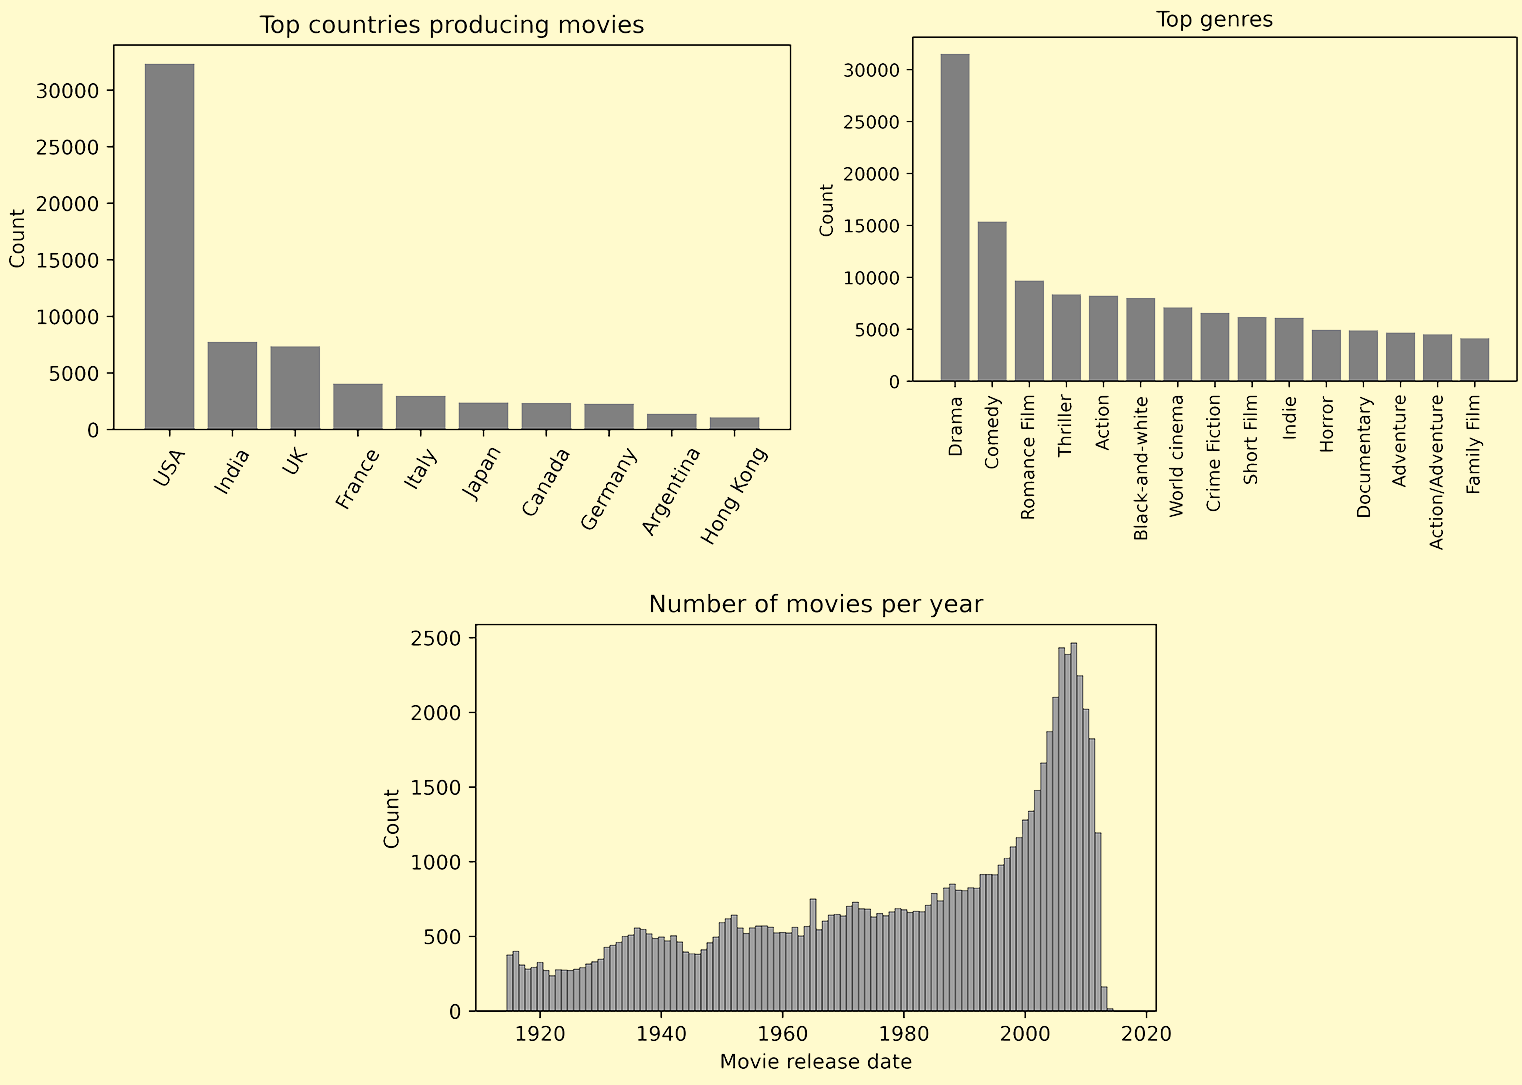 Top countries producing movies
Count
30000
25000
20000
15000
10000
5000
0
USA
India
UK
France
Italy
Japan
Canada
Germany
Argentina
Hong Kong
Top genres
Count
30000
25000
20000
15000
10000
5000
0
Drama
Comedy
Romance Film
Thriller
Action
Black-and-white
World cinema
Crime Fiction
Short Film
Indie
Horror
Documentary
Adventure
Action/Adventure
Family Film
Number of movies per year
Count
2500
2000
1500
1000
500
0
1920
1940
1960
1980
2000
2020
Movie release date